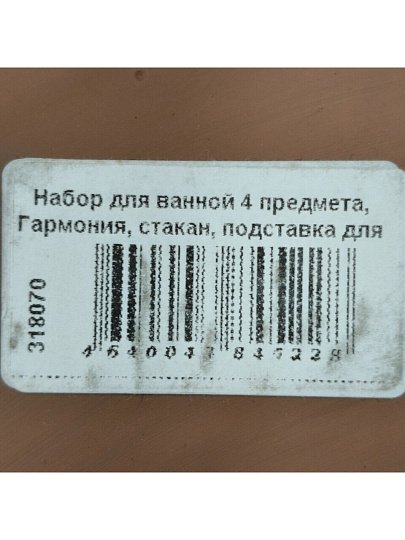 Набор для ванной 4 предмета,
Гармония, стакан, подставка для
318070